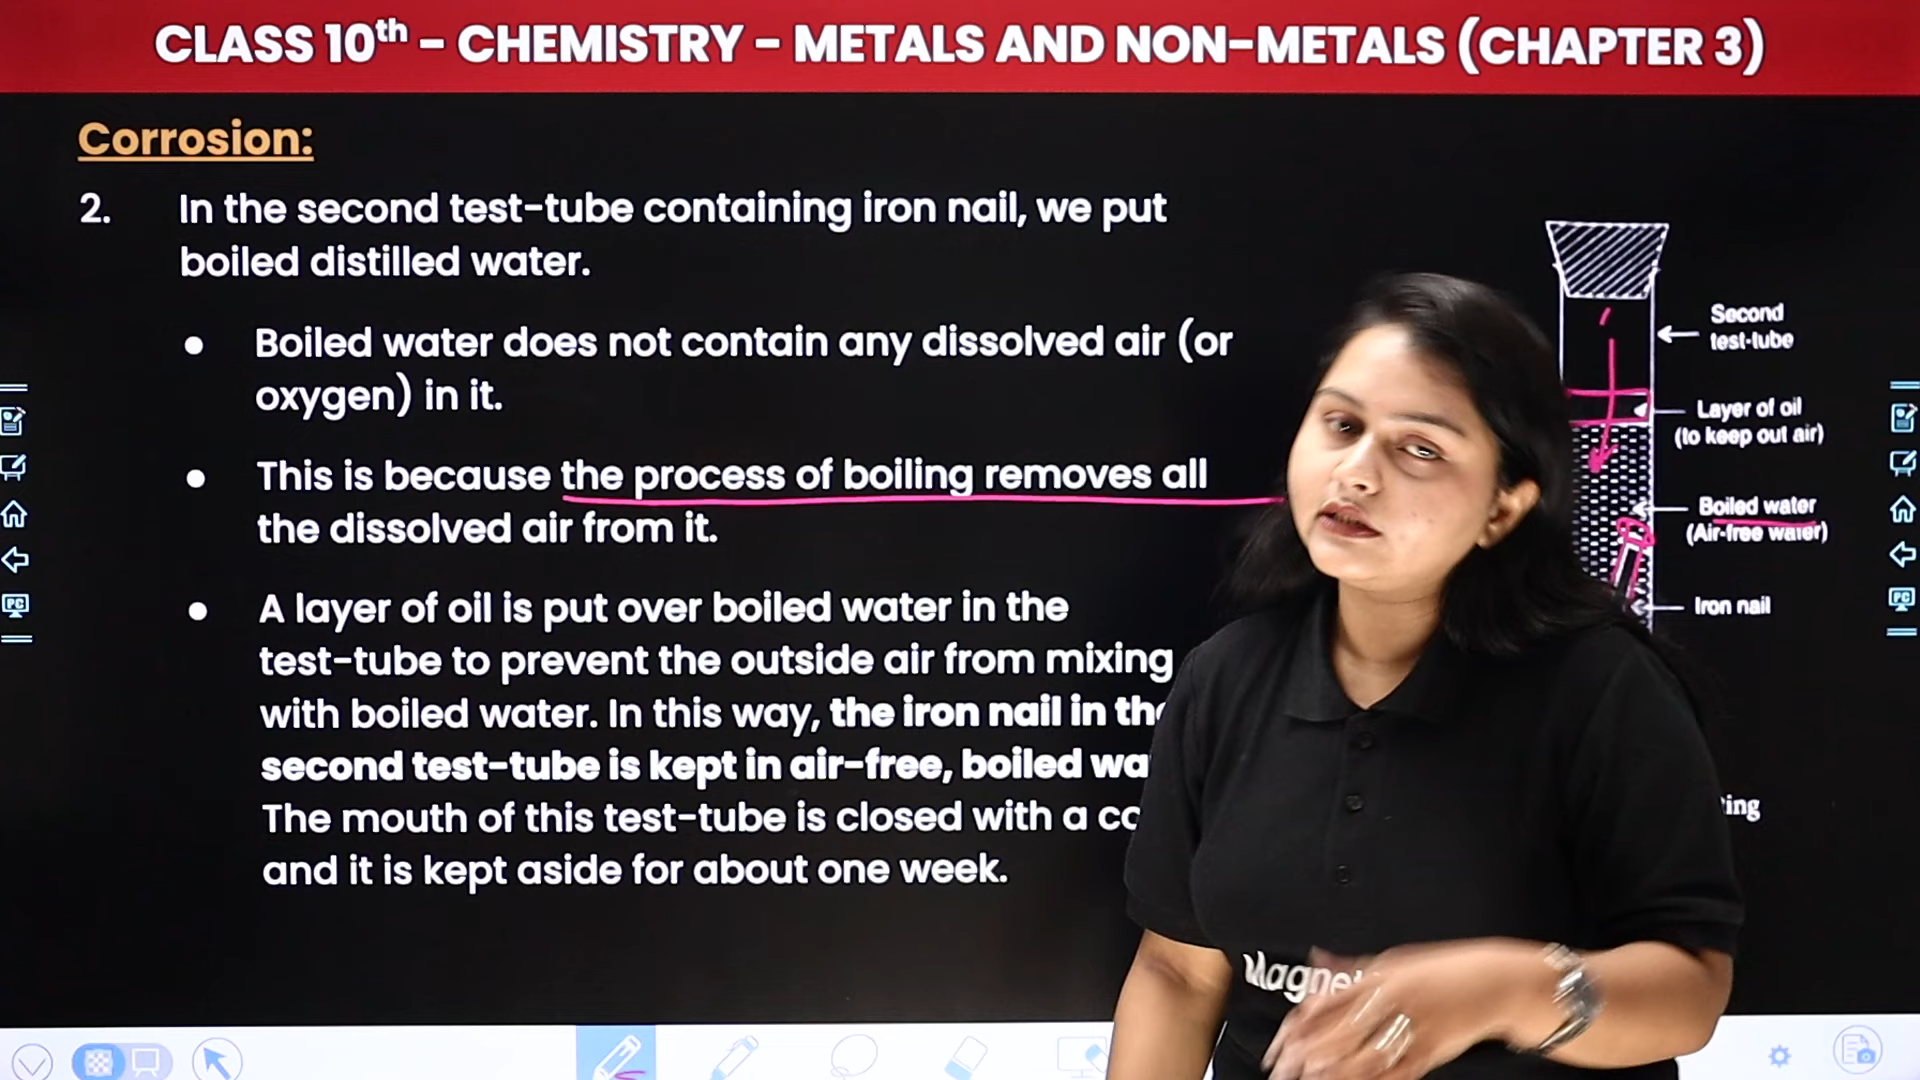 CLASS 10th - CHEMISTRY - METALS AND NON-METALS (CHAPTER 3)
Corrosion:
2. In the second test-tube containing iron nail, we put
boiled distilled water.
• Boiled water does not contain any dissolved air (or
oxygen) in it.
• This is because the process of boiling removes all
the dissolved air from it.
• A layer of oil is put over boiled water in the
test-tube to prevent the outside air from mixing
with boiled water. In this way, the iron nail in
second test-tube is kept in air-free, boiled
The mouth of this test-tube is closed with a
and it is kept aside for about one week.
Second
test-tube
Layer of oil
(to keep out air)
Boiled water
(Air-free water)
Iron nail
PC
PC